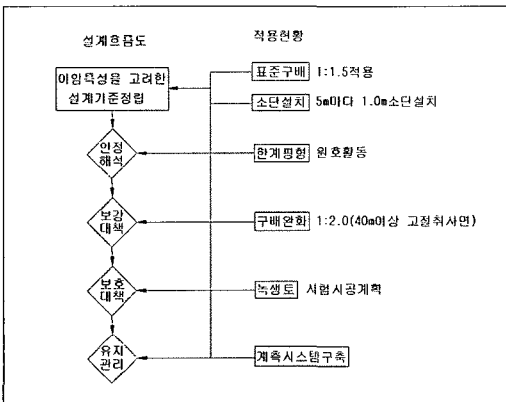 설계흐름도
적용현황
이암특성을 고려한
설계기준정립
표준구배 1:1.5적용
소단설치 5m마다 1.0m소단설치
안정
해석
한계평형 원호활동
보강
대책
구배완화 1:2.0(40m이상 고절취사면)
보호
대책
녹생토 시험시공계획
유지
관리
계측시스템구축